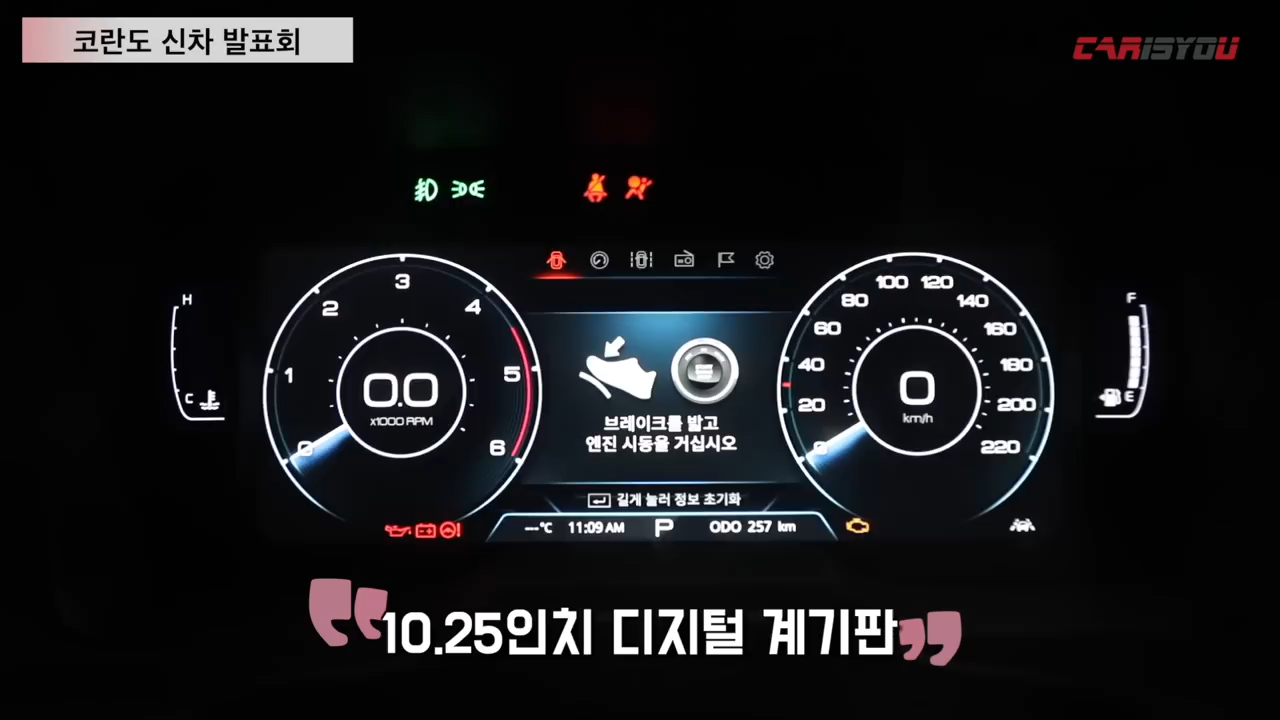 코란도 신차 발표회
CARISYOU
H
C
1
2
3
4
5
6
0
0.0
x1000 RPM
브레이크를 밟고
엔진 시동을 거십시오
길게 눌러 정보 초기화
--°C 11:09 AM P ODO 257 km
0
20
40
60
80
100
120
140
160
180
200
220
0
km/h
F
E
10.25인치 디지털 계기판